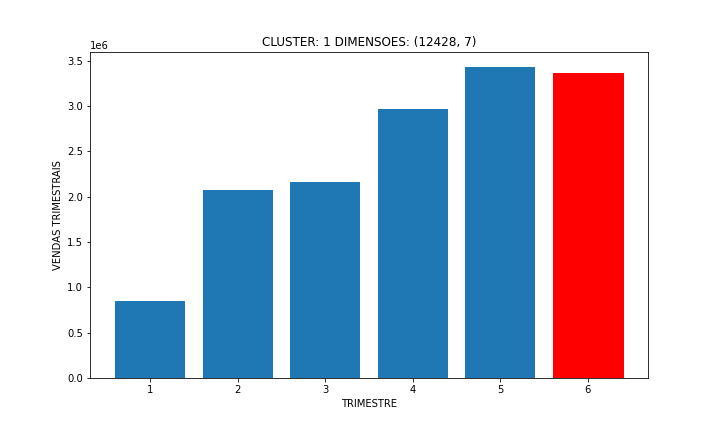 CLUSTER: 1 DIMENSOES: (12428, 7)
1e6
3.5
3.0
2.5
2.0
1.5
1.0
0.5
0.0
VENDAS TRIMESTRAIS
1 2 3 4 5 6
TRIMESTRE